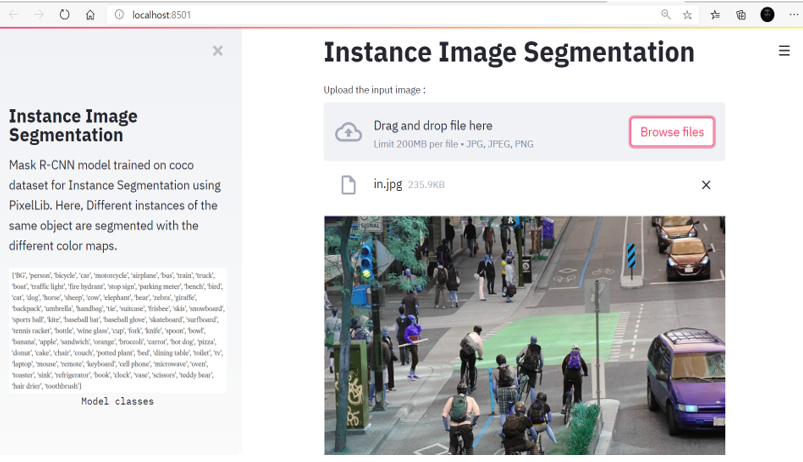 localhost:8501
Instance Image
Segmentation
Mask R-CNN model trained on coco
dataset for Instance Segmentation using
PixelLib. Here, Different instances of the
same object are segmented with the
different color maps.
['BG', 'person', 'bicycle', 'car', 'motorcycle', 'airplane', 'bus', 'train', 'truck',
'boat', 'traffic light', 'fire hydrant', 'stop sign', 'parking meter', 'bench', 'bird',
'cat', 'dog', 'horse', 'sheep', 'cow', 'elephant', 'bear', 'zebra', 'giraffe',
'backpack', 'umbrella', 'handbag', 'tie', 'suitcase', 'frisbee', 'skis', 'snowboard',
'sports ball', 'kite', 'baseball bat', 'baseball glove', 'skateboard', 'surfboard',
'tennis racket', 'bottle', 'wine glass', 'cup', 'fork', 'knife', 'spoon', 'bowl',
'banana', 'apple', 'sandwich', 'orange', 'broccoli', 'carrot', 'hot dog', 'pizza',
'donut', 'cake', 'chair', 'couch', 'potted plant', 'bed', 'dining table', 'toilet', 'tv',
'laptop', 'mouse', 'remote', 'keyboard', 'cell phone', 'microwave', 'oven',
'toaster', 'sink', 'refrigerator', 'book', 'clock', 'vase', 'scissors', 'teddy bear',
'hair drier', 'toothbrush']
Model classes
Instance Image Segmentation
Upload the input image :
Drag and drop file here
Limit 200MB per file • JPG, JPEG, PNG
Browse files
in.jpg 235.9KB
SIGNAL